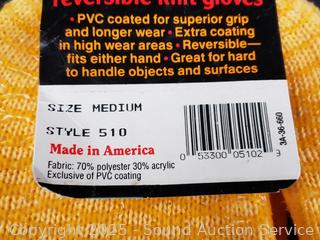 reversible knit gloves
• PVC coated for superior grip
and longer wear • Extra coating
in high wear areas • Reversible—
fits either hand • Great for hard
to handle objects and surfaces
SIZE MEDIUM
STYLE 510
Made in America
Fabric: 70% polyester 30% acrylic
Exclusive of PVC coating
0 53300 05102 9
3A-36-660
Copyright 2025 - Sound Auction Service